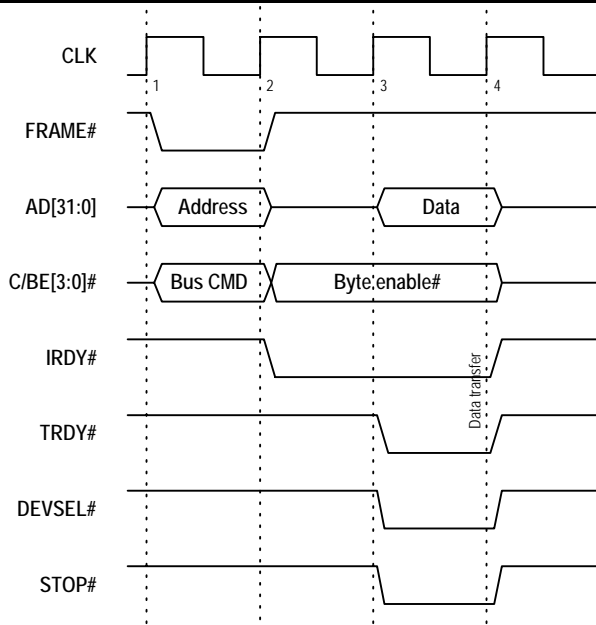 CLK
1 2 3 4
FRAME#
AD[31:0]
Address
Data
C/BE[3:0]#
Bus CMD
Byte enable#
IRDY#
Data transfer
TRDY#
DEVSEL#
STOP#